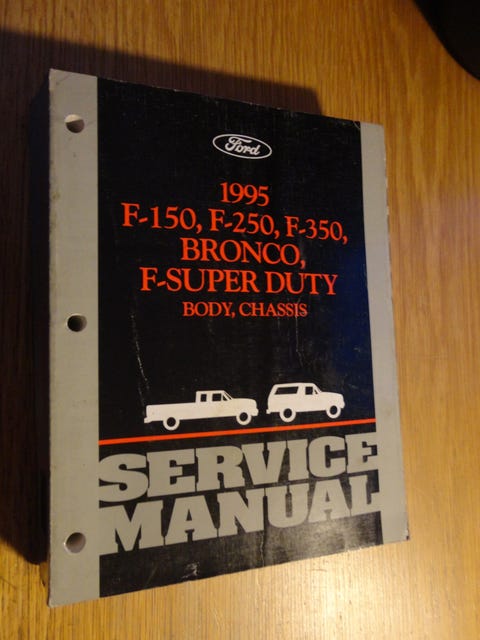 Ford
1995
F-150, F-250, F-350,
BRONCO,
F-SUPER DUTY
BODY, CHASSIS
SERVICE
MANUAL